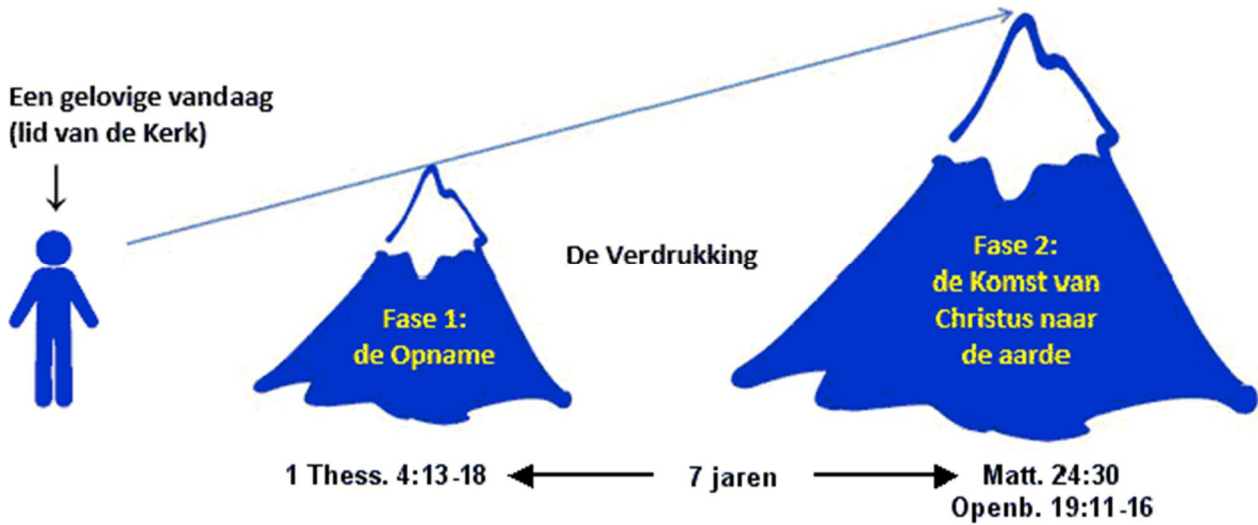 Een gelovige vandaag
(lid van de Kerk)
De Verdrukking
Fase 1:
de Opname
Fase 2:
de Komst van
Christus naar
de aarde
1 Thess. 4:13-18
7 jaren
Matt. 24:30
Openb. 19:11-16